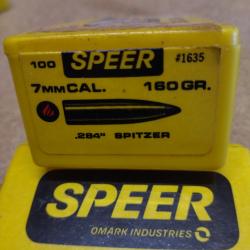 100 SPEER #1635
7MM CAL. 160 GR.
.284" SPITZER
SPEER
OMARK INDUSTRIES